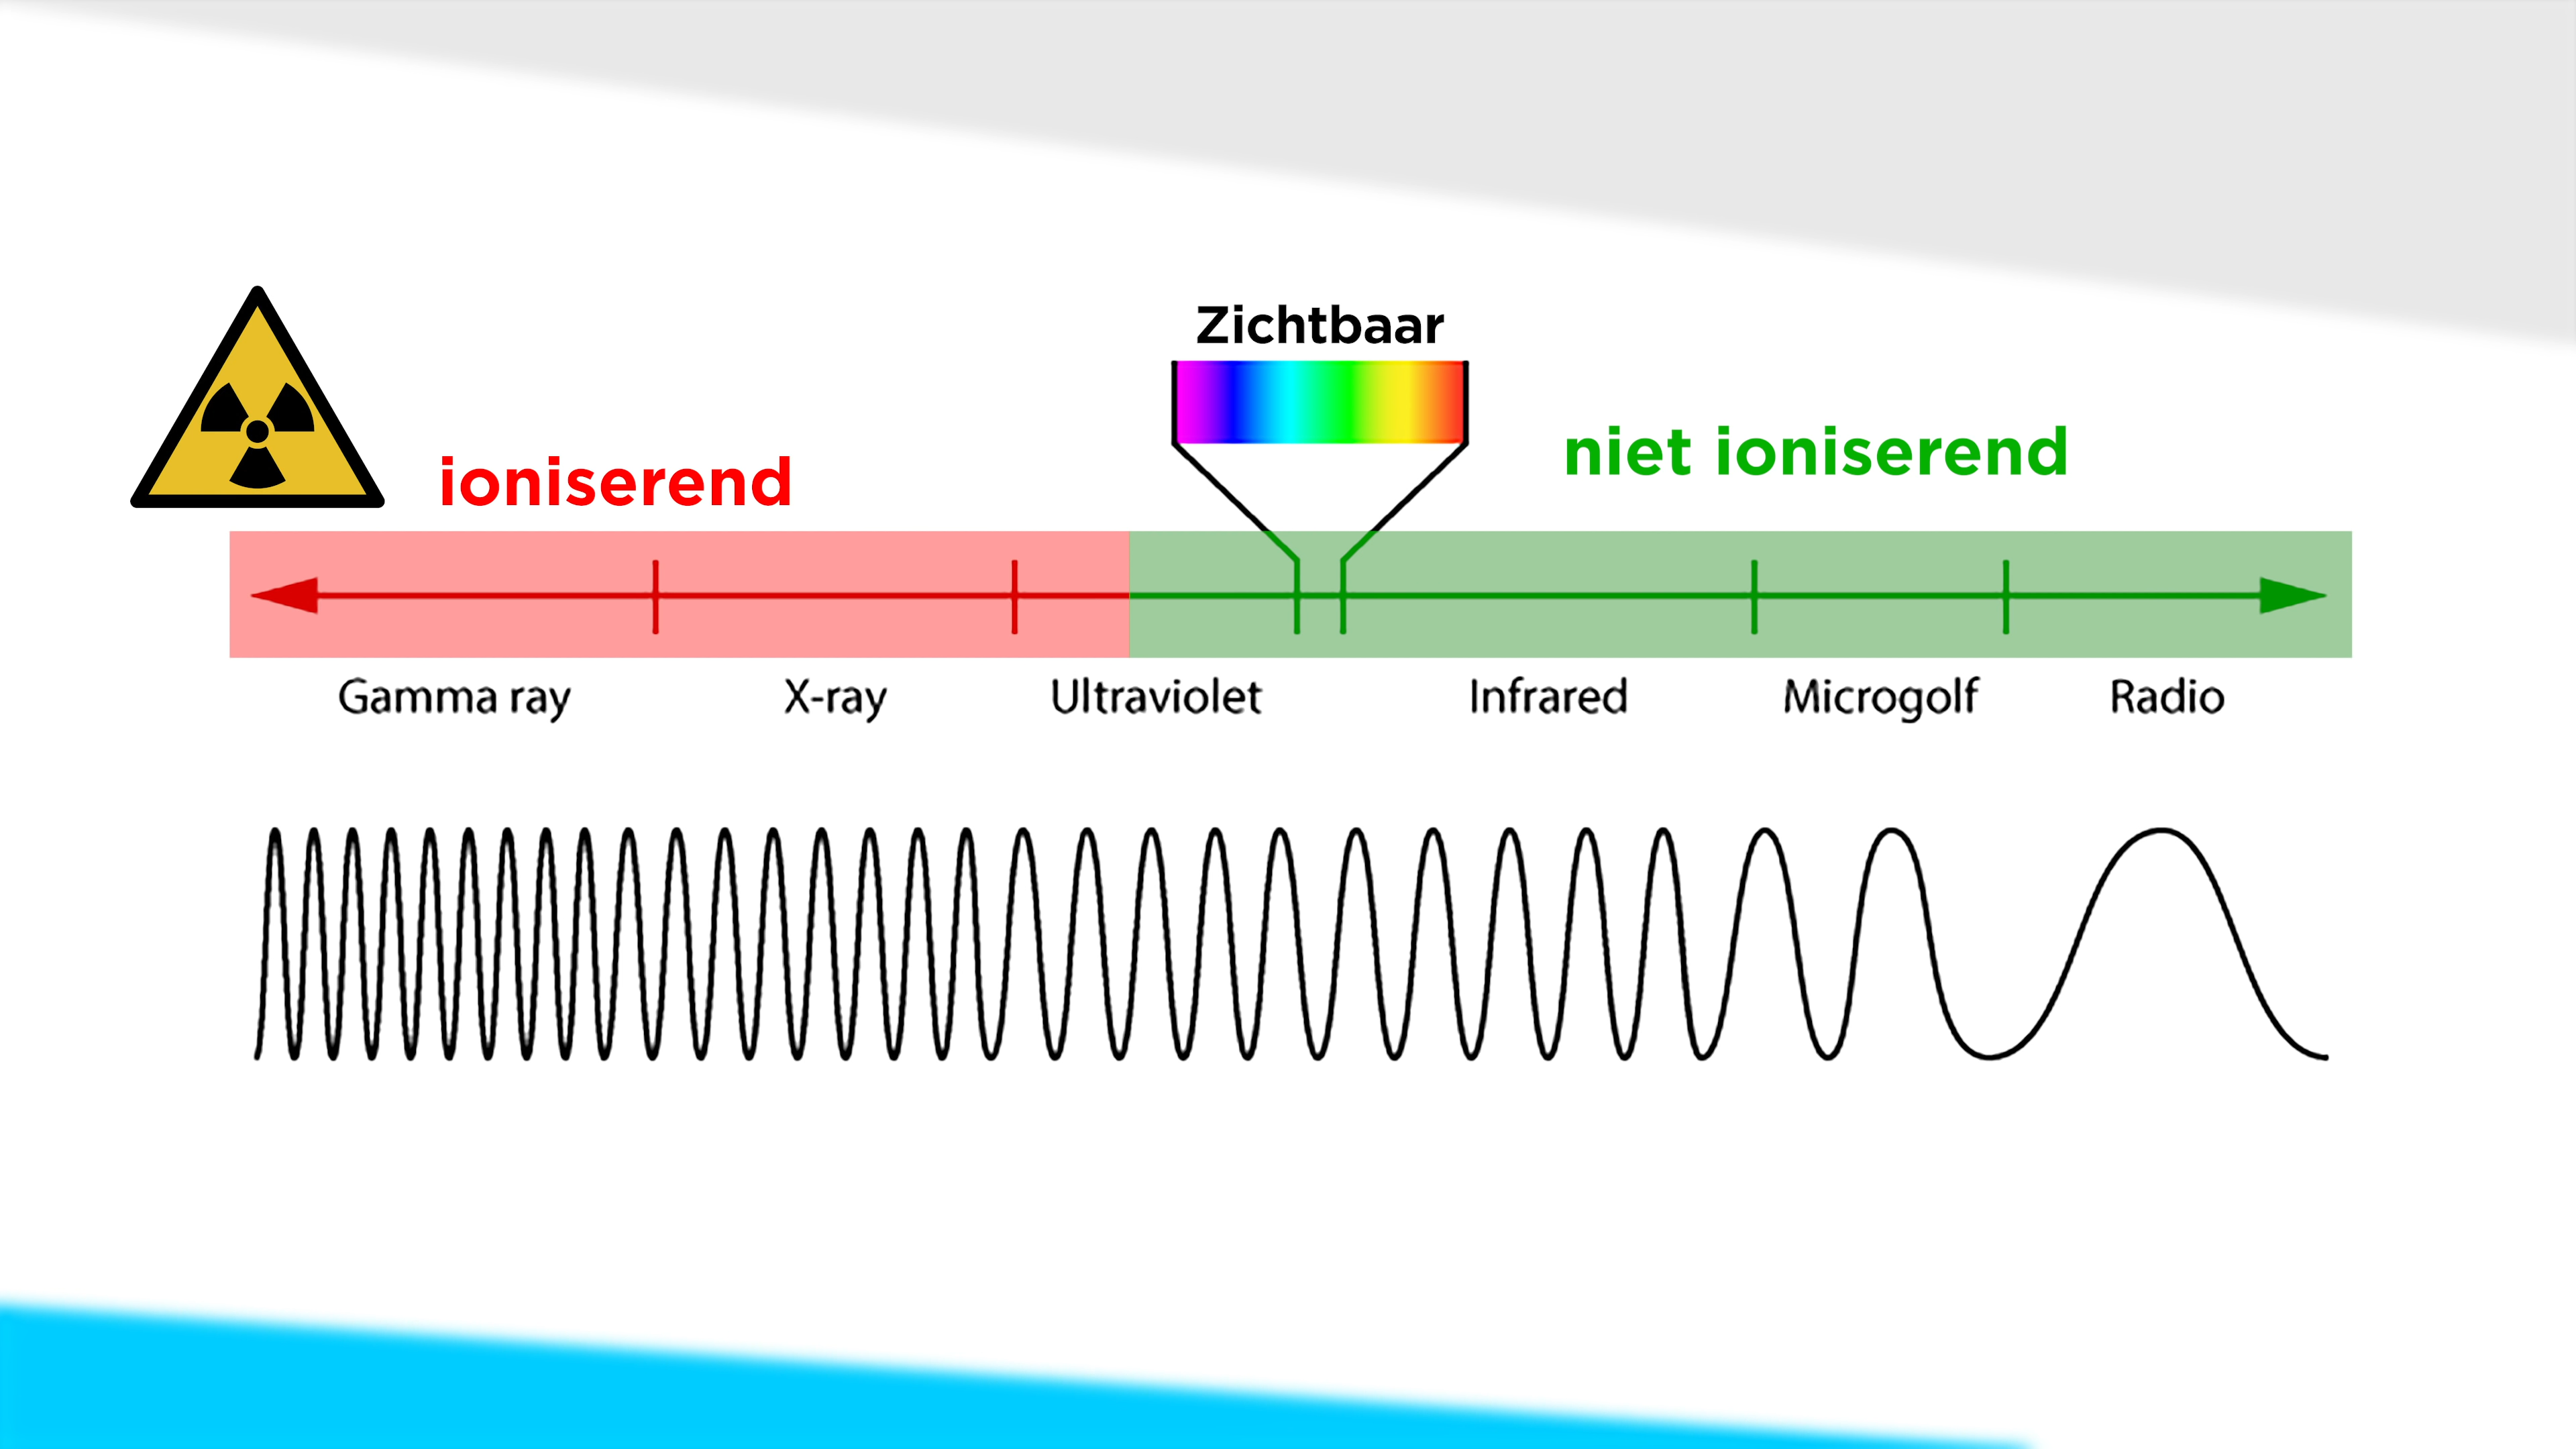 Zichtbaar
ioniserend
niet ioniserend
Gamma ray
X-ray
Ultraviolet
Infrared
Microgolf
Radio